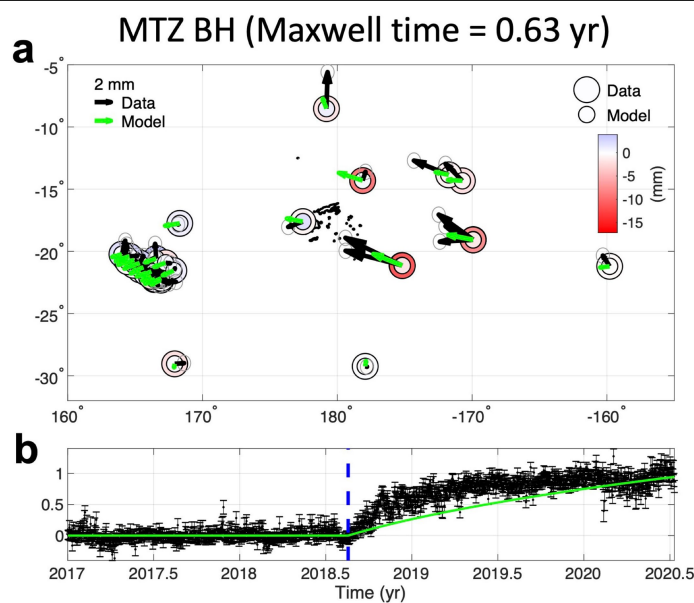 MTZ BH (Maxwell time = 0.63 yr)
a
-5°
-10°
-15°
-20°
-25°
-30°
2 mm
Data
Model
Data
Model
0
-5
-10
-15
(mm)
160° 170° 180° -170° -160°
b
1
0.5
0
2017 2017.5 2018 2018.5 2019 2019.5 2020 2020.5
Time (yr)